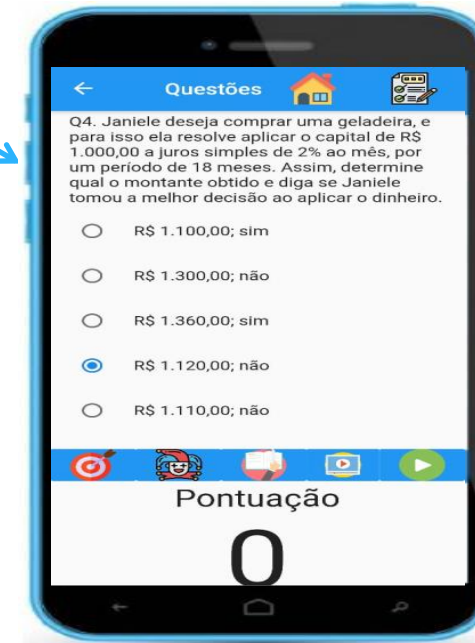 Questões
Q4. Janiele deseja comprar uma geladeira, e
para isso ela resolve aplicar o capital de R$
1.000,00 a juros simples de 2% ao mês, por
um período de 18 meses. Assim, determine
qual o montante obtido e diga se Janiele
tomou a melhor decisão ao aplicar o dinheiro.
R$ 1.100,00; sim
R$ 1.300,00; não
R$ 1.360,00; sim
R$ 1.120,00; não
R$ 1.110,00; não
Pontuação
0